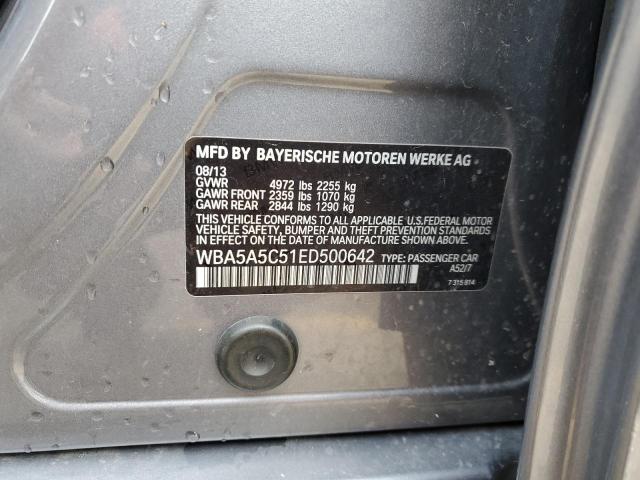 MFD BY BAYERISCHE MOTOREN WERKE AG
08/13
GVWR 4972 lbs 2255 kg
GAWR FRONT 2359 lbs 1070 kg
GAWR REAR 2844 lbs 1290 kg
THIS VEHICLE CONFORMS TO ALL APPLICABLE U.S.FEDERAL MOTOR
VEHICLE SAFETY, BUMPER AND THEFT PREVENTION STANDARDS
IN EFFECT ON THE DATE OF MANUFACTURE SHOWN ABOVE.
WBA5A5C51ED500642 TYPE: PASSENGER CAR
A52/7
7 315 814